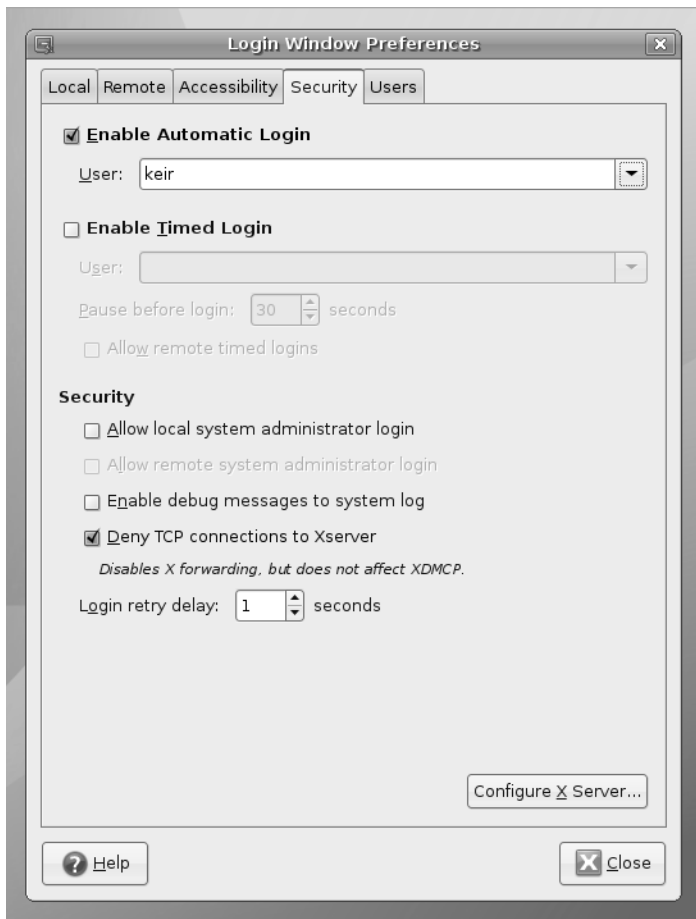 Login Window Preferences
Local Remote Accessibility Security Users
Enable Automatic Login
User: keir
Enable Timed Login
User:
Pause before login: 30 seconds
Allow remote timed logins
Security
Allow local system administrator login
Allow remote system administrator login
Enable debug messages to system log
Deny TCP connections to Xserver
Disables X forwarding, but does not affect XDMCP.
Login retry delay: 1 seconds
Configure X Server...
Help Close